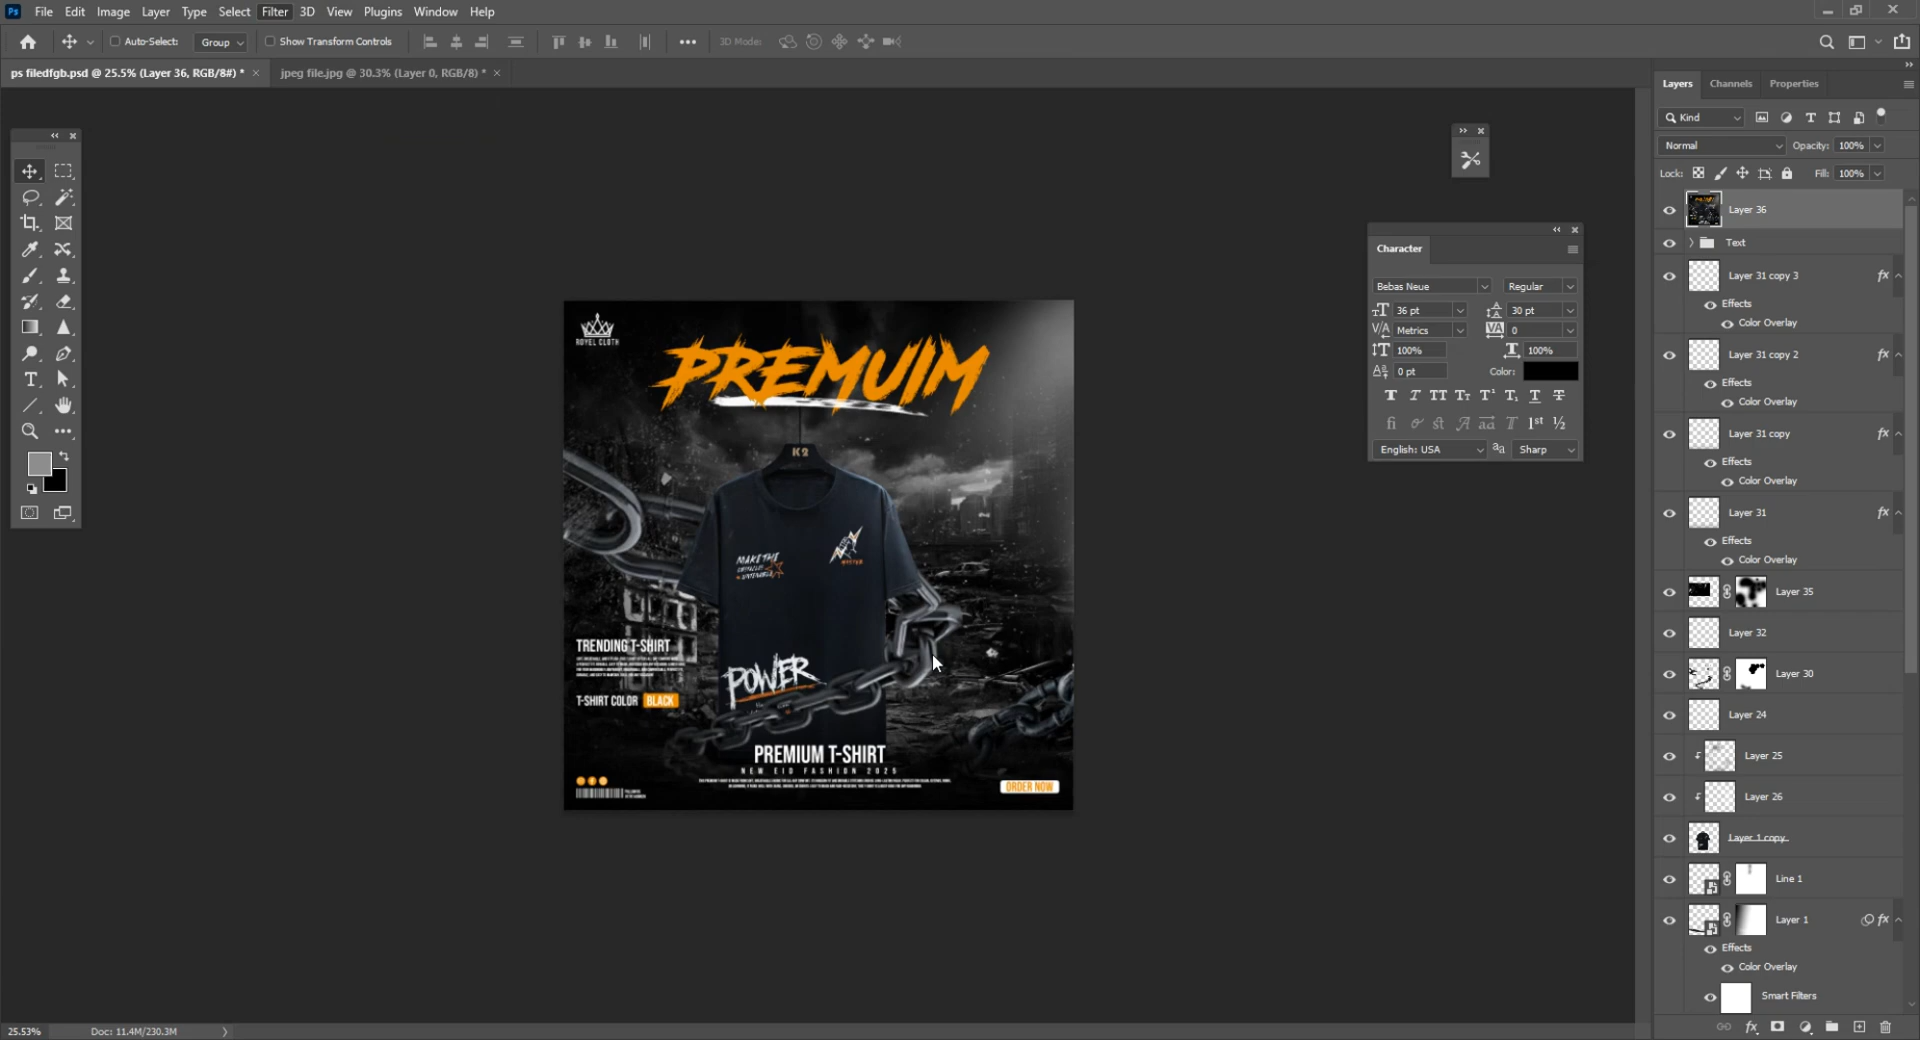 Ps File Edit Image Layer Type Select Filter 3D View Plugins Window Help
Auto-Select: Group Show Transform Controls 3D Mode:
ps filedfgb.psd @ 25.5% (Layer 36, RGB/8#) * × jpeg file.jpg @ 30.3% (Layer 0, RGB/8) * ×
Layers Channels Properties
Kind
Normal Opacity: 100%
Lock: Fill: 100%
Layer 36
Text
Layer 31 copy 3 fx
Effects
Color Overlay
Layer 31 copy 2 fx
Effects
Color Overlay
Layer 31 copy fx
Effects
Color Overlay
Layer 31 fx
Effects
Color Overlay
Layer 35
Layer 32
Layer 30
Layer 24
Layer 25
Layer 26
Layer 1 copy
Line 1
Layer 1 fx
Effects
Color Overlay
Smart Filters
Character
Bebas Neue Regular
36 pt 30 pt
Metrics 0
100% 100%
0 pt Color:
English: USA Sharp
ROYEL CLOTH
PREMUIM
K2
MAKE THE
POWER
TRENDING T-SHIRT
T-SHIRT COLOR BLACK
PREMIUM T-SHIRT
NEW EID FASHION 2025
ORDER NOW
25.53% Doc: 11.4M/230.3M